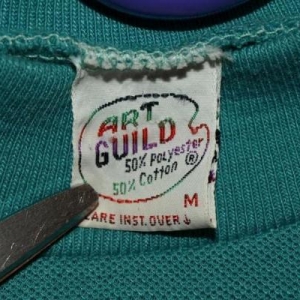 ART
GUILD
50% Polyester ®
50% Cotton
M
CARE INST. OVER